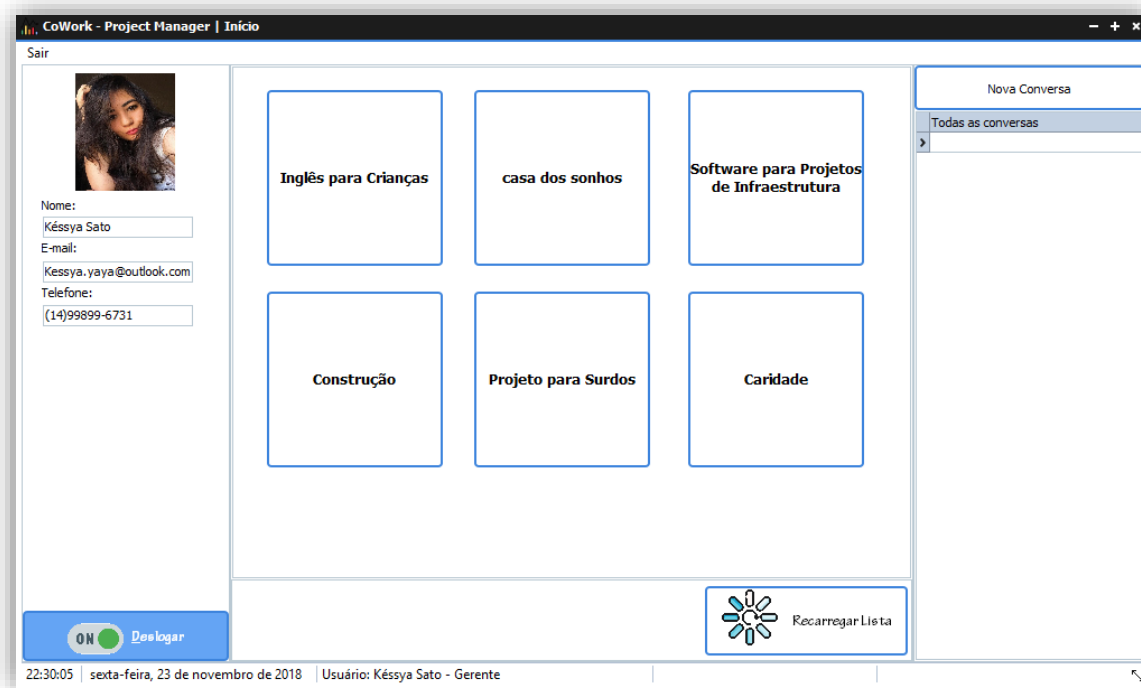 CoWork - Project Manager | Início
Sair
Nome:
Késsya Sato
E-mail:
Kessya.yaya@outlook.com
Telefone:
(14)99899-6731
ON Deslogar
Inglês para Crianças
casa dos sonhos
Software para Projetos
de Infraestrutura
Construção
Projeto para Surdos
Caridade
Recarregar Lista
Nova Conversa
Todas as conversas
22:30:05 sexta-feira, 23 de novembro de 2018 Usuário: Késsya Sato - Gerente